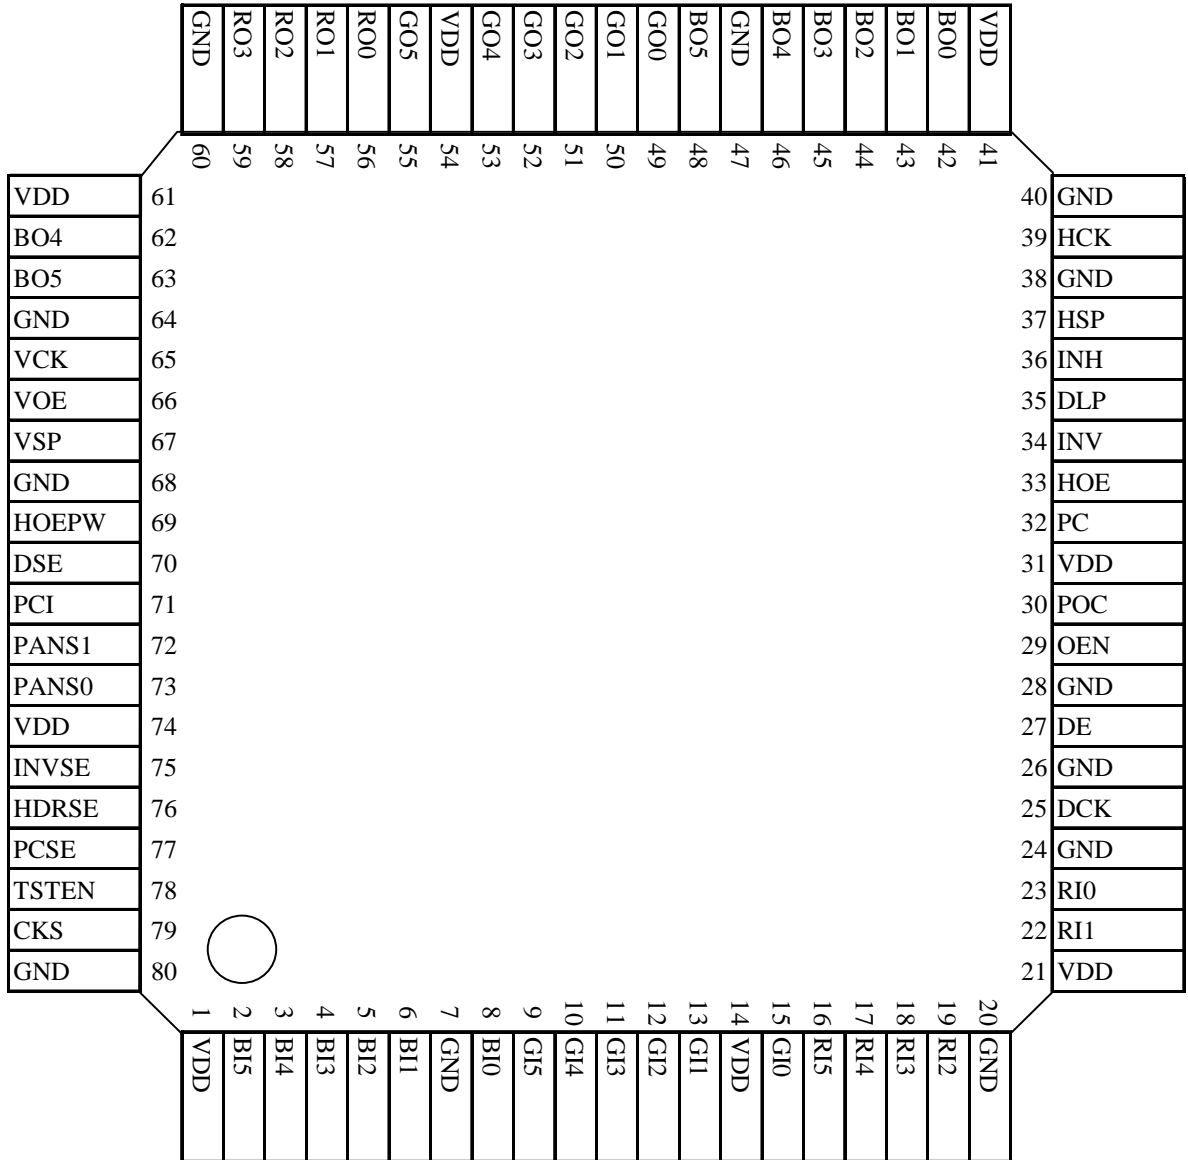 GND RO3 RO2 RO1 RO0 GO5 VDD GO4 GO3 GO2 GO1 GO0 BO5 GND BO4 BO3 BO2 BO1 BO0 VDD
60 59 58 57 56 55 54 53 52 51 50 49 48 47 46 45 44 43 42 41
VDD 61 40 GND
BO4 62 39 HCK
BO5 63 38 GND
GND 64 37 HSP
VCK 65 36 INH
VOE 66 35 DLP
VSP 67 34 INV
GND 68 33 HOE
HOEPW 69 32 PC
DSE 70 31 VDD
PCI 71 30 POC
PANS1 72 29 OEN
PANS0 73 28 GND
VDD 74 27 DE
INVSE 75 26 GND
HDRSE 76 25 DCK
PCSE 77 24 GND
TSTEN 78 23 RI0
CKS 79 22 RI1
GND 80 21 VDD
1 2 3 4 5 6 7 8 9 10 11 12 13 14 15 16 17 18 19 20
VDD BI5 BI4 BI3 BI2 BI1 GND BI0 GI5 GI4 GI3 GI2 GI1 VDD GI0 RI5 RI4 RI3 RI2 GND